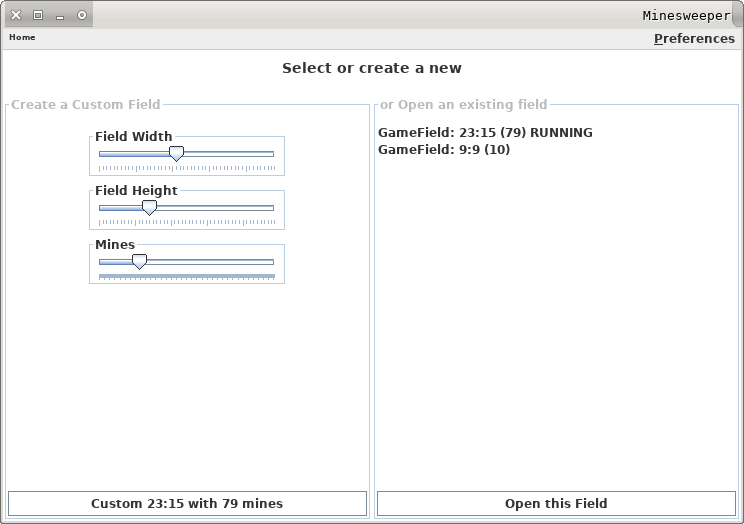 Minesweeper
Home
Preferences
Select or create a new
Create a Custom Field
Field Width
Field Height
Mines
Custom 23:15 with 79 mines
or Open an existing field
GameField: 23:15 (79) RUNNING
GameField: 9:9 (10)
Open this Field